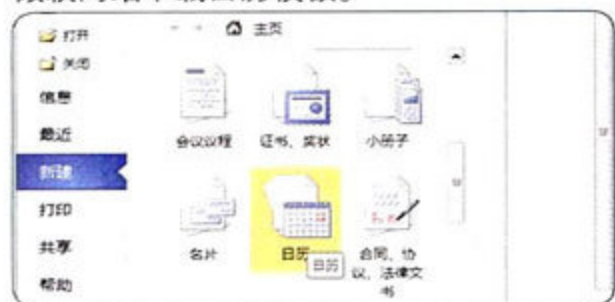 打开
关闭
信息
最近
新建
打印
共享
帮助
主页
会议议程
证书、奖状
小册子
名片
日历
日历
合同、协
议、法律文
书